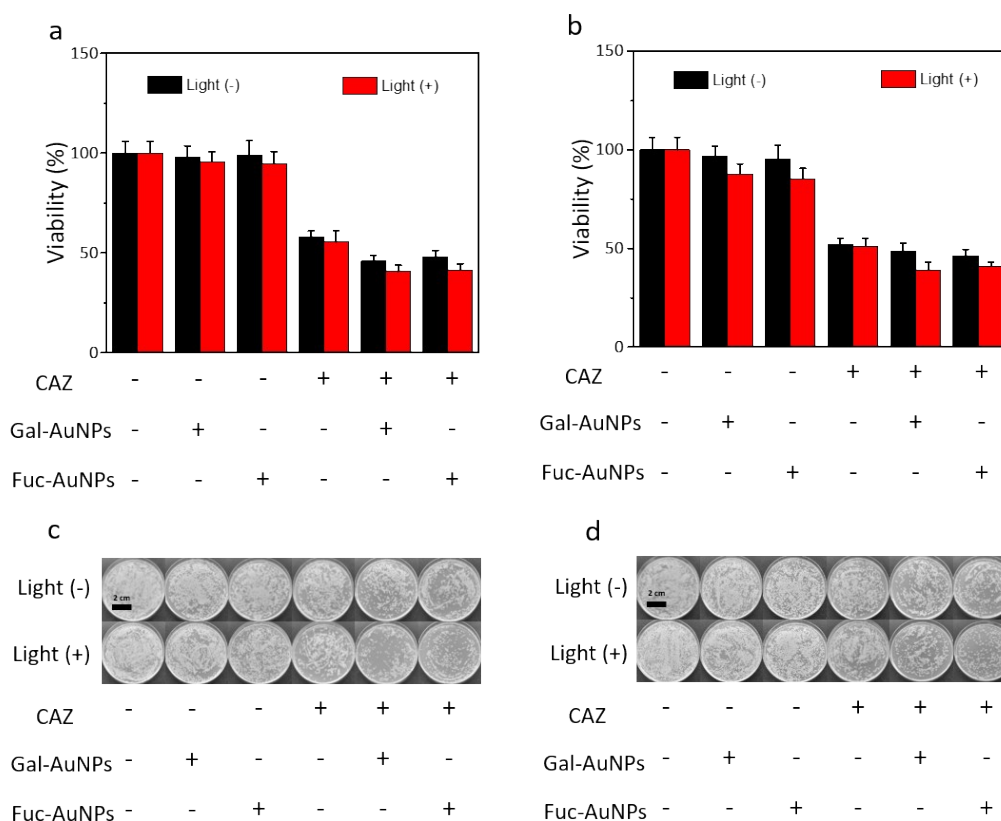 a
150
Light (-) Light (+)
100
Viability (%)
50
0
CAZ - - - + + +
Gal-AuNPs - + - - + -
Fuc-AuNPs - - + - - +
b
150
Light (-) Light (+)
100
Viability (%)
50
0
CAZ - - - + + +
Gal-AuNPs - + - - + -
Fuc-AuNPs - - + - - +
c
Light (-)
2 cm
Light (+)
CAZ - - - + + +
Gal-AuNPs - + - - + -
Fuc-AuNPs - - + - - +
d
Light (-)
2 cm
Light (+)
CAZ - - - + + +
Gal-AuNPs - + - - + -
Fuc-AuNPs - - + - - +